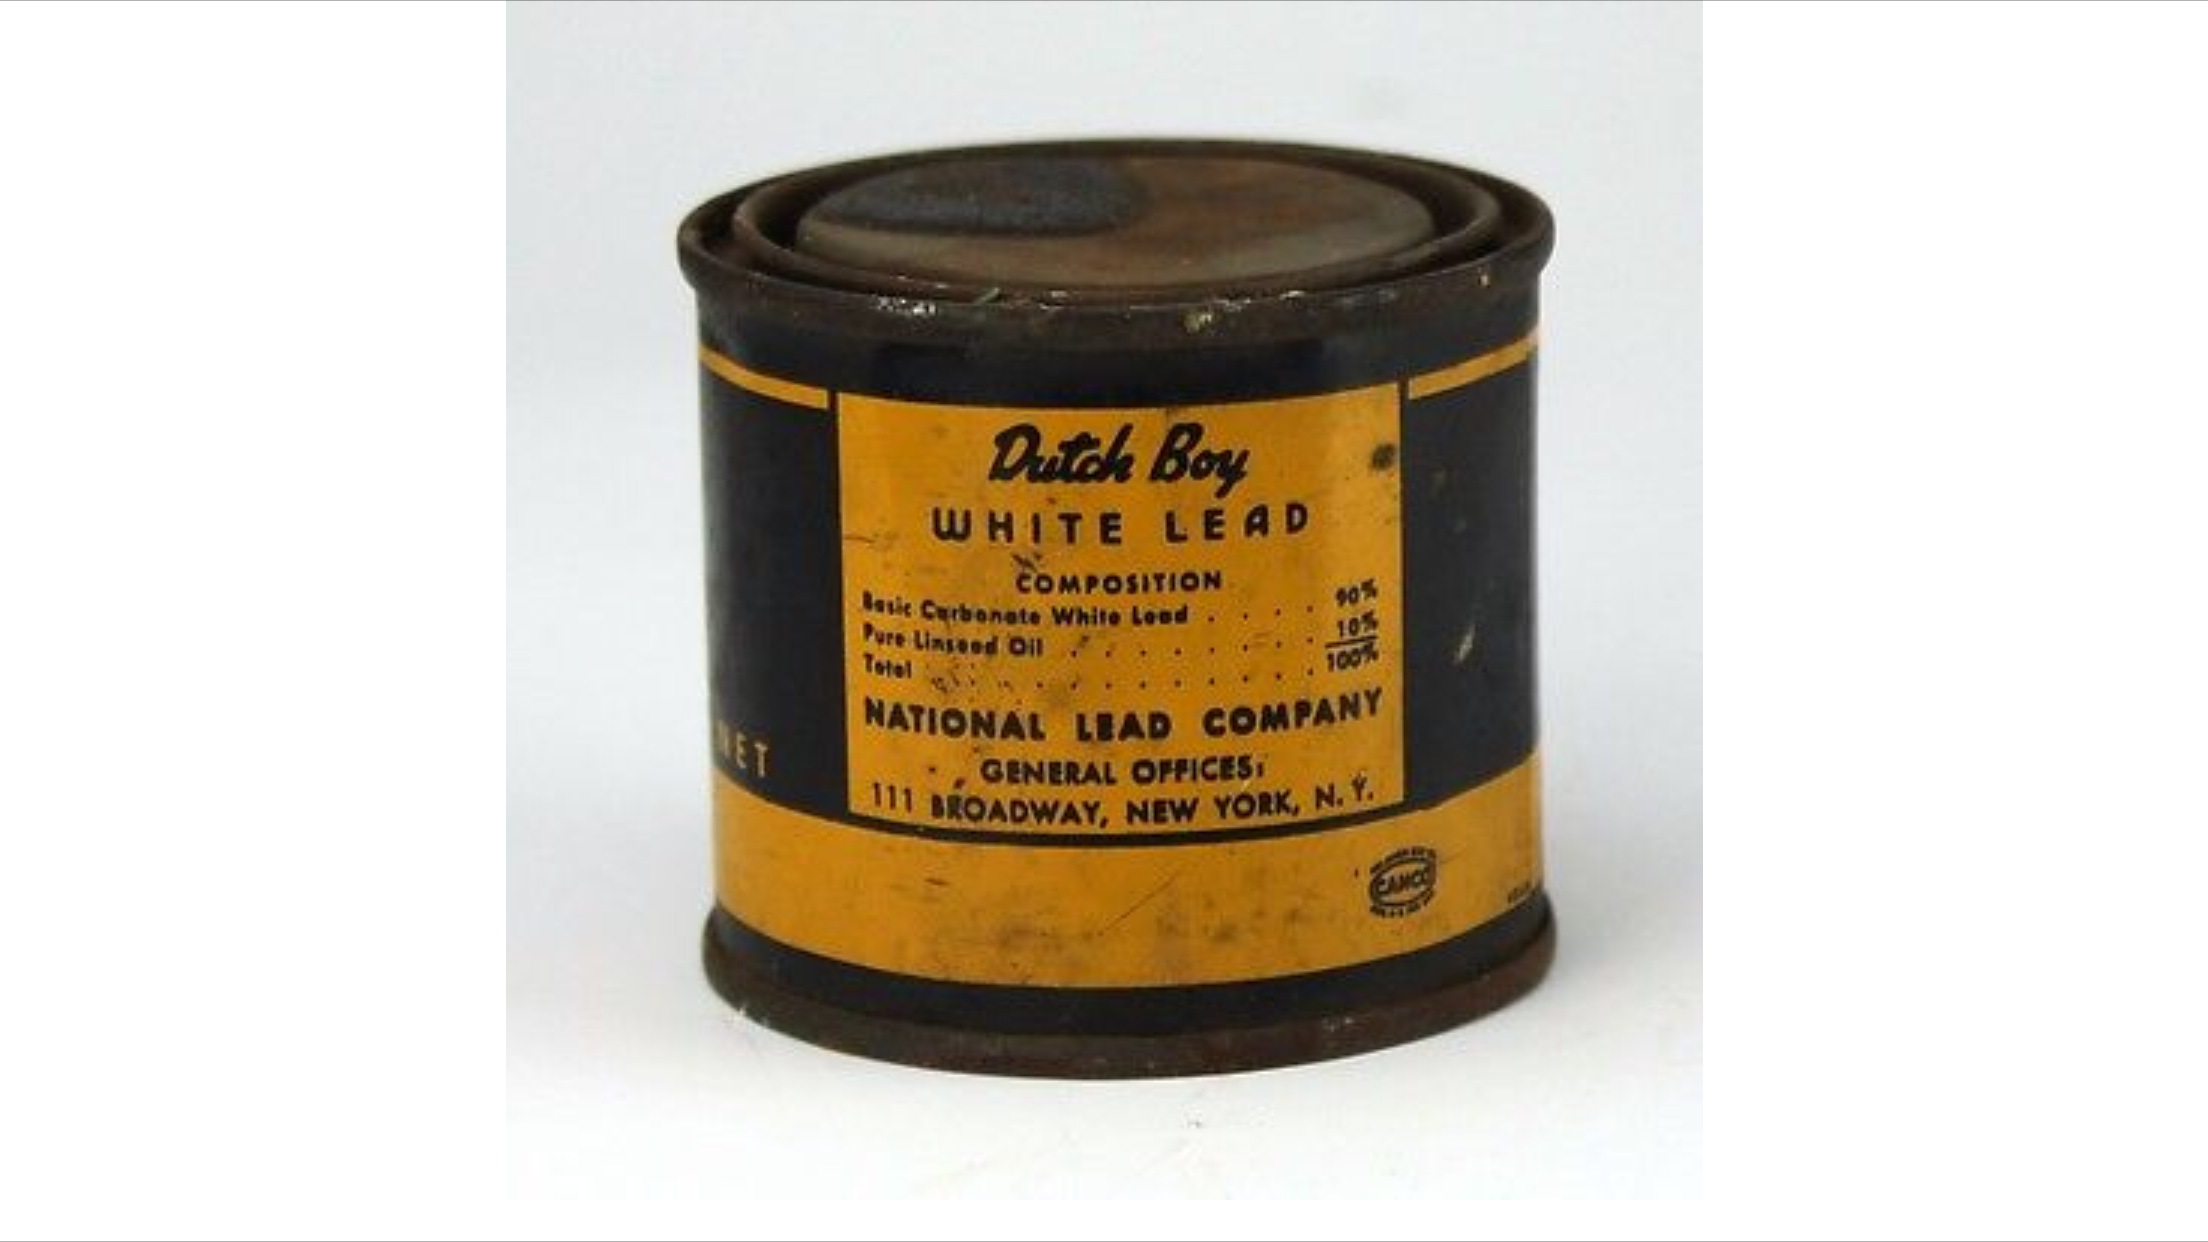 Dutch Boy
WHITE LEAD
COMPOSITION
Basic Carbonate White Lead . . . . 90%
Pure Linseed Oil . . . . . . . . 10%
Total . . . . . . . . . . . . 100%
NATIONAL LEAD COMPANY
GENERAL OFFICES:
111 BROADWAY, NEW YORK, N. Y.
NET
CANCO